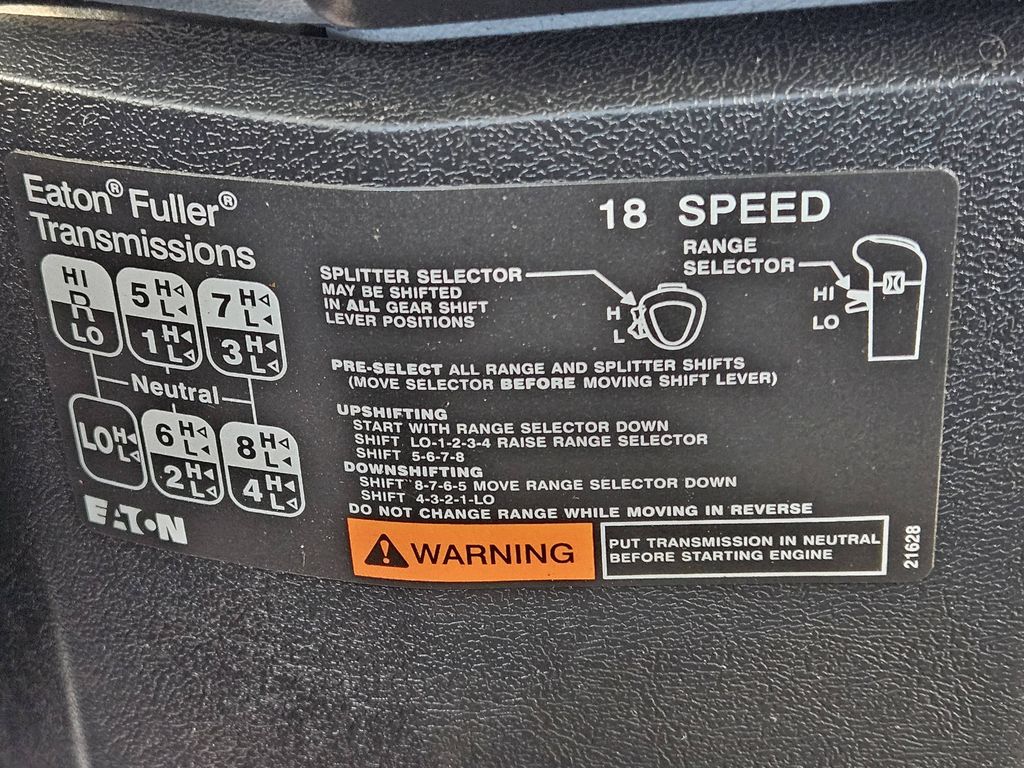 Eaton® Fuller®
Transmissions
18 SPEED
HI
R
LO
5 H◁
L◀
1 H◀
L◁
7 H◁
L◀
3 H◀
L◁
Neutral
LO H◀
L◁
6 H◁
L◀
2 H◀
L◁
8 H◁
L◀
4 H◀
L◁
EATON
SPLITTER SELECTOR
MAY BE SHIFTED
IN ALL GEAR SHIFT
LEVER POSITIONS
H
L
RANGE
SELECTOR
HI
LO
PRE-SELECT ALL RANGE AND SPLITTER SHIFTS
(MOVE SELECTOR BEFORE MOVING SHIFT LEVER)
UPSHIFTING
START WITH RANGE SELECTOR DOWN
SHIFT LO-1-2-3-4 RAISE RANGE SELECTOR
SHIFT 5-6-7-8
DOWNSHIFTING
SHIFT 8-7-6-5 MOVE RANGE SELECTOR DOWN
SHIFT 4-3-2-1-LO
DO NOT CHANGE RANGE WHILE MOVING IN REVERSE
WARNING
PUT TRANSMISSION IN NEUTRAL
BEFORE STARTING ENGINE
21628